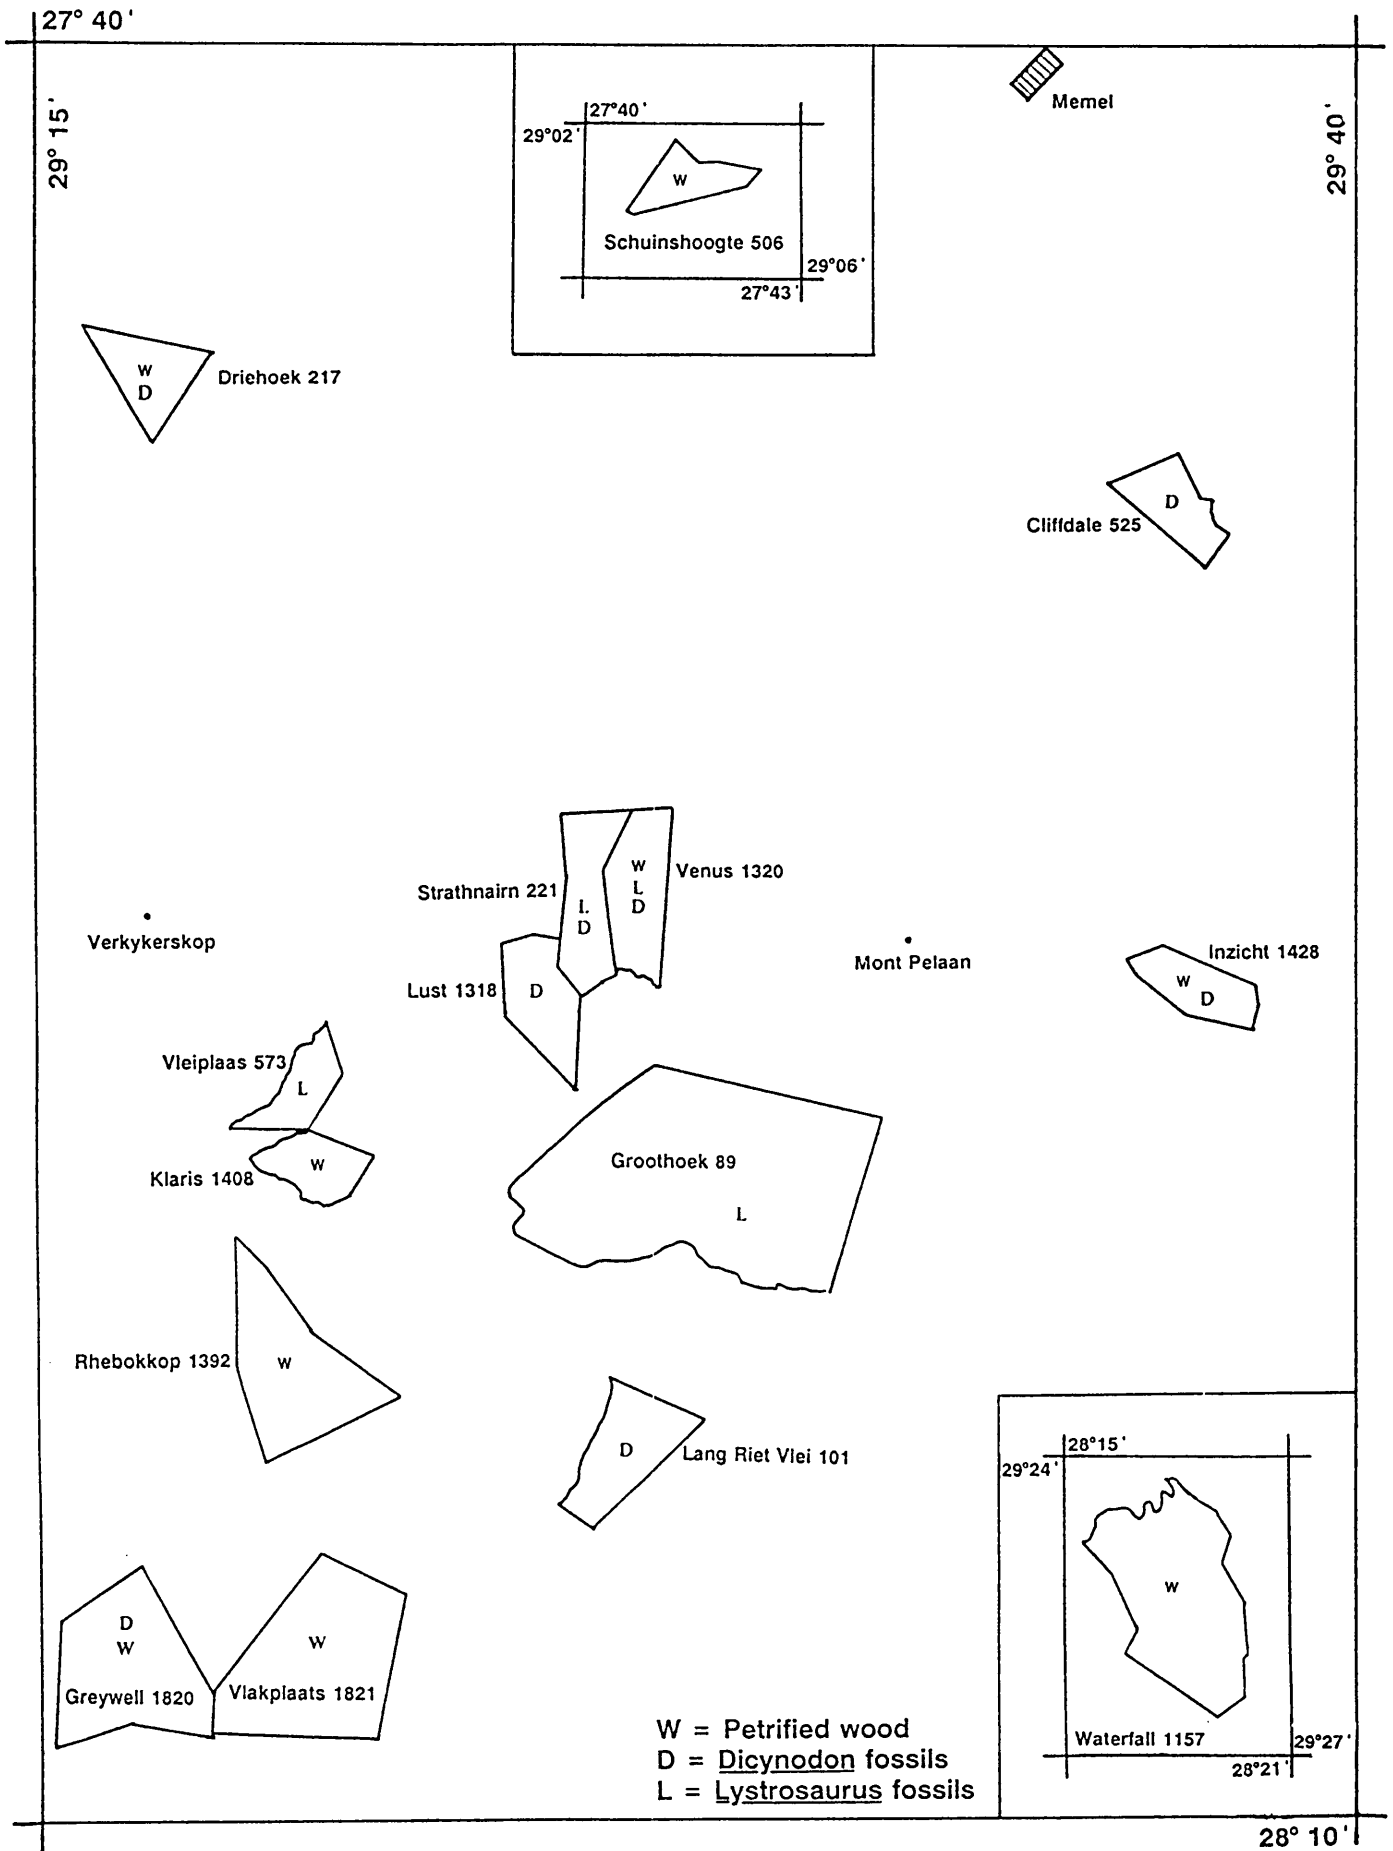 27° 40'
29° 15'
29° 40'
Memel
27°40'
29°02'
W
Schuinshoogte 506
29°06'
27°43'
W
D
Driehoek 217
D
Cliffdale 525
W
L
D
Venus 1320
Strathnairn 221
L
D
Verkykerskop
Mont Pelaan
Inzicht 1428
W
D
Lust 1318
D
Vleiplaas 573
L
Klaris 1408
W
Groothoek 89
L
Rhebokkop 1392
W
D
Lang Riet Vlei 101
28°15'
29°24'
W
Waterfall 1157
29°27'
28°21'
D
W
Greywell 1820
W
Vlakplaats 1821
W = Petrified wood
D = Dicynodon fossils
L = Lystrosaurus fossils
28° 10'